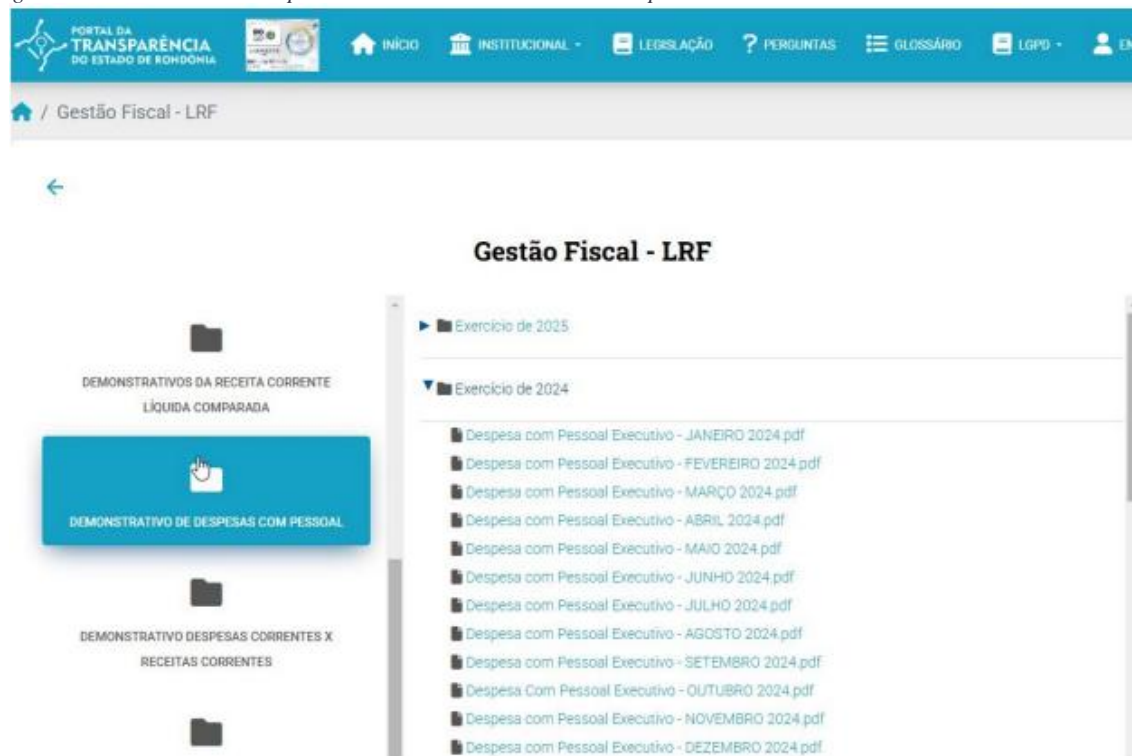 PORTAL DA
TRANSPARÊNCIA
DO ESTADO DE RONDÔNIA
INÍCIO
INSTITUCIONAL
LEGISLAÇÃO
PERGUNTAS
GLOSSÁRIO
LGPD
/ Gestão Fiscal - LRF
Gestão Fiscal - LRF
DEMONSTRATIVOS DA RECEITA CORRENTE
LÍQUIDA COMPARADA
DEMONSTRATIVO DE DESPESAS COM PESSOAL
DEMONSTRATIVO DESPESAS CORRENTES X
RECEITAS CORRENTES
Exercício de 2025
Exercício de 2024
Despesa com Pessoal Executivo - JANEIRO 2024.pdf
Despesa com Pessoal Executivo - FEVEREIRO 2024.pdf
Despesa com Pessoal Executivo - MARÇO 2024.pdf
Despesa com Pessoal Executivo - ABRIL 2024.pdf
Despesa com Pessoal Executivo - MAIO 2024.pdf
Despesa com Pessoal Executivo - JUNHO 2024.pdf
Despesa com Pessoal Executivo - JULHO 2024.pdf
Despesa com Pessoal Executivo - AGOSTO 2024.pdf
Despesa com Pessoal Executivo - SETEMBRO 2024.pdf
Despesa Com Pessoal Executivo - OUTUBRO 2024.pdf
Despesa com Pessoal Executivo - NOVEMBRO 2024.pdf
Despesa com Pessoal Executivo - DEZEMBRO 2024.pdf